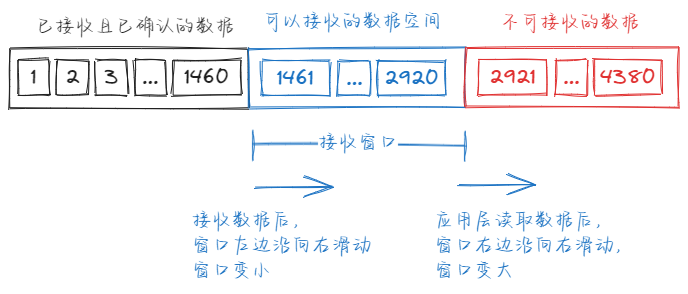 已接收且已确认的数据 可以接收的数据空间 不可接收的数据
1 2 3 ... 1460 1461 ... 2920 2921 ... 4380
接收窗口
接收数据后,
窗口左边沿向右滑动
窗口变小
应用层读取数据后,
窗口右边沿向右滑动,
窗口变大